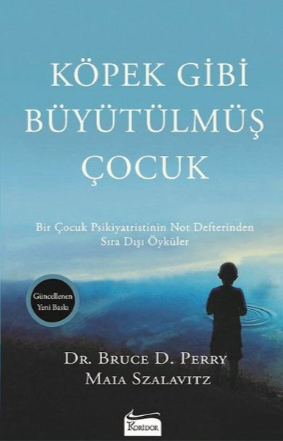 KÖPEK GİBİ
BÜYÜTÜLMÜŞ
ÇOCUK
Bir Çocuk Psikiyatristinin Not Defterinden
Sıra Dışı Öyküler
Güncellenen
Yeni Baskı
DR. BRUCE D. PERRY
MAIA SZALAVITZ
KORİDOR